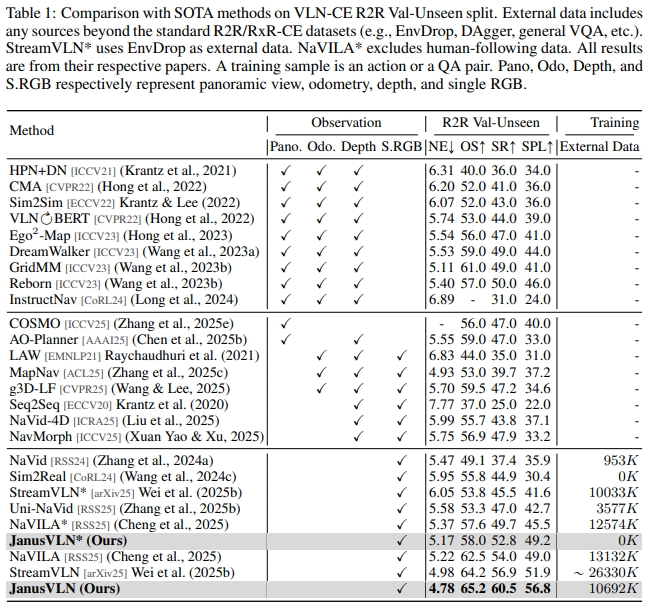 Table 1: Comparison with SOTA methods on VLN-CE R2R Val-Unseen split. External data includes
any sources beyond the standard R2R/RxR-CE datasets (e.g., EnvDrop, DAgger, general VQA, etc.).
StreamVLN* uses EnvDrop as external data. NaVILA* excludes human-following data. All results
are from their respective papers. A training sample is an action or a QA pair. Pano, Odo, Depth, and
S.RGB respectively represent panoramic view, odometry, depth, and single RGB.
Method Observation R2R Val-Unseen Training
Pano. Odo. Depth S.RGB NE↓ OS↑ SR↑ SPL↑ External Data
HPN+DN [ICCV21] (Krantz et al., 2021) ✓ ✓ ✓ 6.31 40.0 36.0 34.0 -
CMA [CVPR22] (Hong et al., 2022) ✓ ✓ ✓ 6.20 52.0 41.0 36.0 -
Sim2Sim [ECCV22] Krantz & Lee (2022) ✓ ✓ ✓ 6.07 52.0 43.0 36.0 -
VLN↻BERT [CVPR22] (Hong et al., 2022) ✓ ✓ ✓ 5.74 53.0 44.0 39.0 -
Ego²-Map [ICCV23] (Hong et al., 2023) ✓ ✓ ✓ 5.54 56.0 47.0 41.0 -
DreamWalker [ICCV23] (Wang et al., 2023a) ✓ ✓ ✓ 5.53 59.0 49.0 44.0 -
GridMM [ICCV23] (Wang et al., 2023b) ✓ ✓ ✓ 5.11 61.0 49.0 41.0 -
Reborn [ICCV23] (Wang et al., 2023b) ✓ ✓ ✓ 5.40 57.0 50.0 46.0 -
InstructNav [CoRL24] (Long et al., 2024) ✓ ✓ ✓ 6.89 - 31.0 24.0 -
COSMO [ICCV25] (Zhang et al., 2025e) ✓ - 56.0 47.0 40.0 -
AO-Planner [AAAI25] (Chen et al., 2025b) ✓ ✓ 5.55 59.0 47.0 33.0 -
LAW [EMNLP21] Raychaudhuri et al. (2021) ✓ ✓ ✓ 6.83 44.0 35.0 31.0 -
MapNav [ACL25] (Zhang et al., 2025c) ✓ ✓ ✓ 4.93 53.0 39.7 37.2 -
g3D-LF [CVPR25] (Wang & Lee, 2025) ✓ ✓ ✓ 5.70 59.5 47.2 34.6 -
Seq2Seq [ECCV20] Krantz et al. (2020) ✓ ✓ 7.77 37.0 25.0 22.0 -
NaVid-4D [ICRA25] (Liu et al., 2025) ✓ ✓ 5.99 55.7 43.8 37.1 -
NavMorph [ICCV25] (Xuan Yao & Xu, 2025) ✓ ✓ 5.75 56.9 47.9 33.2 -
NaVid [RSS24] (Zhang et al., 2024a) ✓ 5.47 49.1 37.4 35.9 953K
Sim2Real [CoRL24] (Wang et al., 2024c) ✓ 5.95 55.8 44.9 30.4 0K
StreamVLN* [arXiv25] Wei et al. (2025b) ✓ 6.05 53.8 45.5 41.6 10033K
Uni-NaVid [RSS25] (Zhang et al., 2025b) ✓ 5.58 53.3 47.0 42.7 3577K
NaVILA* [RSS25] (Cheng et al., 2025) ✓ 5.37 57.6 49.7 45.5 12574K
JanusVLN* (Ours) ✓ 5.17 58.0 52.8 49.2 0K
NaVILA [RSS25] (Cheng et al., 2025) ✓ 5.22 62.5 54.0 49.0 13132K
StreamVLN [arXiv25] Wei et al. (2025b) ✓ 4.98 64.2 56.9 51.9 ~ 26330K
JanusVLN (Ours) ✓ 4.78 65.2 60.5 56.8 10692K